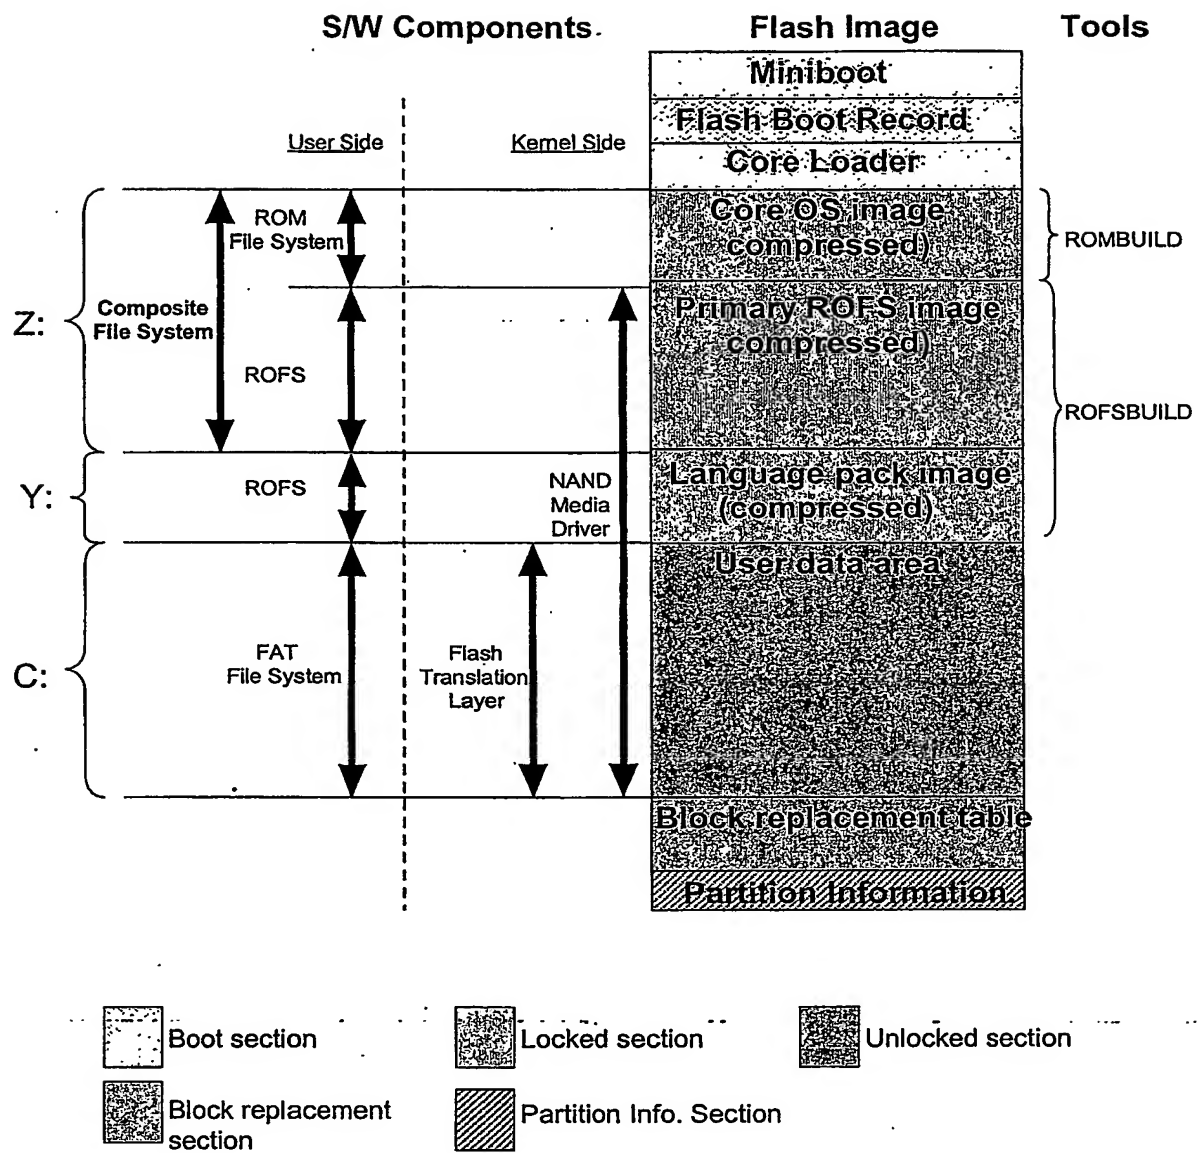 S/W Components
Flash Image
Tools
Miniboot
Flash Boot Record
User Side
Kernel Side
Core Loader
ROM
File System
Core OS image
compressed)
ROMBUILD
Z:
Composite
File System
Primary ROFS image
compressed)
ROFS
ROFSBUILD
Y:
ROFS
NAND
Media
Driver
Language pack image
(compressed)
User data area
C:
FAT
File System
Flash
Translation
Layer
Block replacement table
Partition Information
Boot section
Locked section
Unlocked section
Block replacement
section
Partition Info. Section